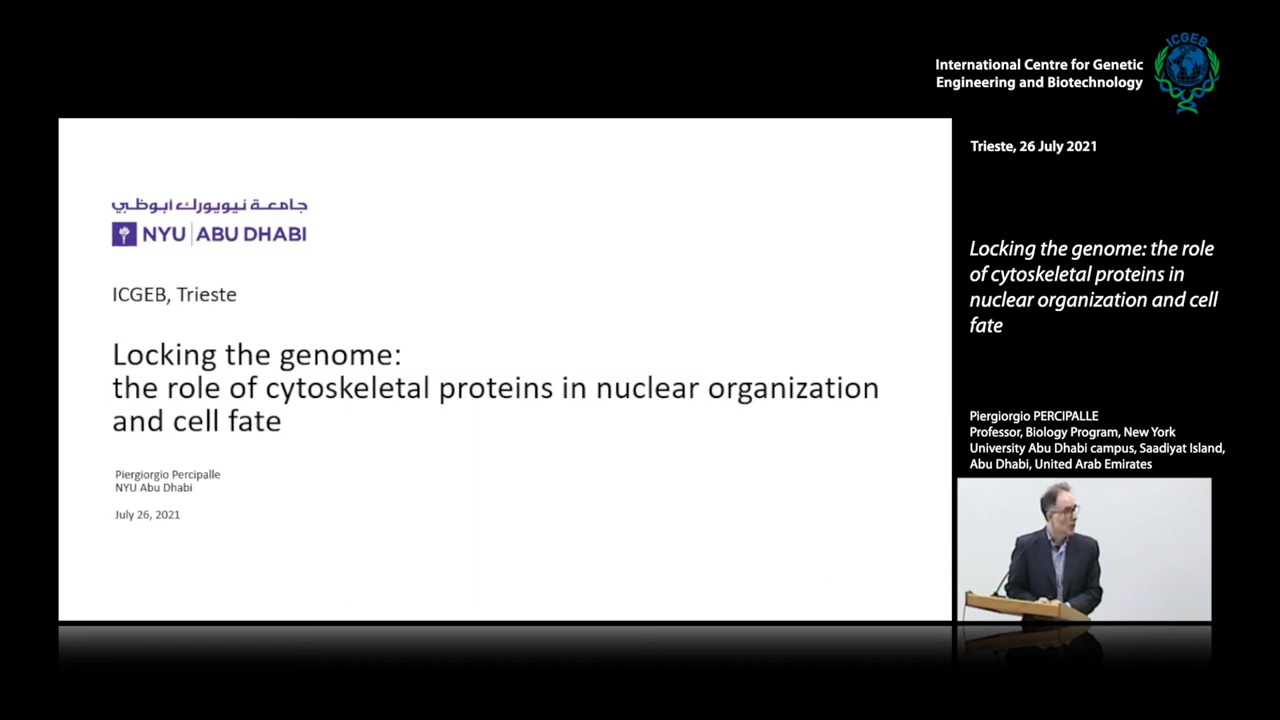 International Centre for Genetic
Engineering and Biotechnology
ICGEB
Trieste, 26 July 2021
جامعة نيويورك أبوظبي
NYU | ABU DHABI
ICGEB, Trieste
Locking the genome:
the role of cytoskeletal proteins in nuclear organization
and cell fate
Piergiorgio Percipalle
NYU Abu Dhabi
July 26, 2021
Locking the genome: the role
of cytoskeletal proteins in
nuclear organization and cell
fate
Piergiorgio PERCIPALLE
Professor, Biology Program, New York
University Abu Dhabi campus, Saadiyat Island,
Abu Dhabi, United Arab Emirates